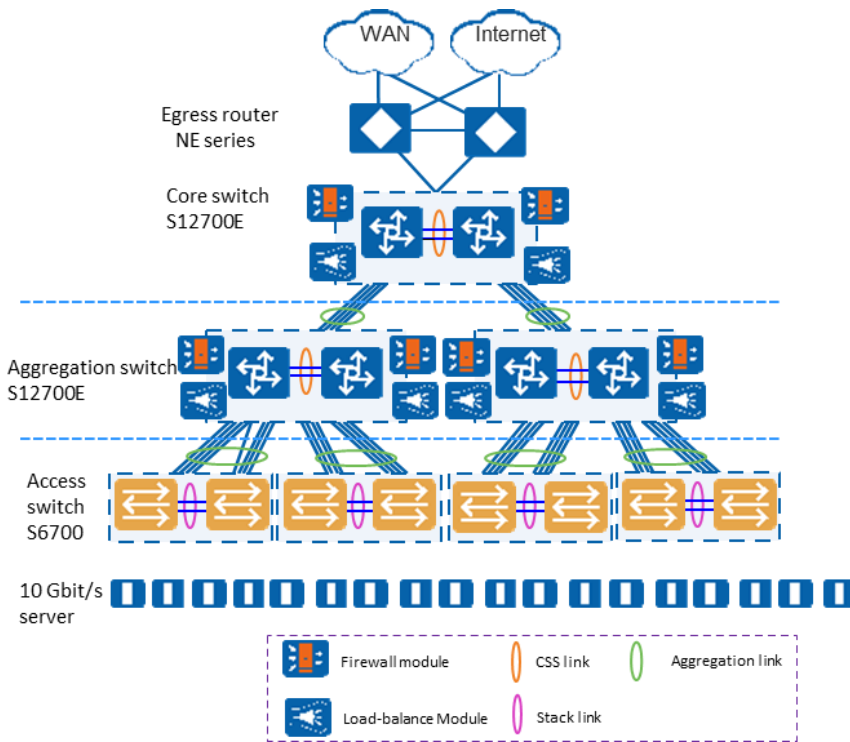 WAN
Internet
Egress router
NE series
Core switch
S12700E
Aggregation switch
S12700E
Access
switch
S6700
10 Gbit/s
server
Firewall module
CSS link
Aggregation link
Load-balance Module
Stack link